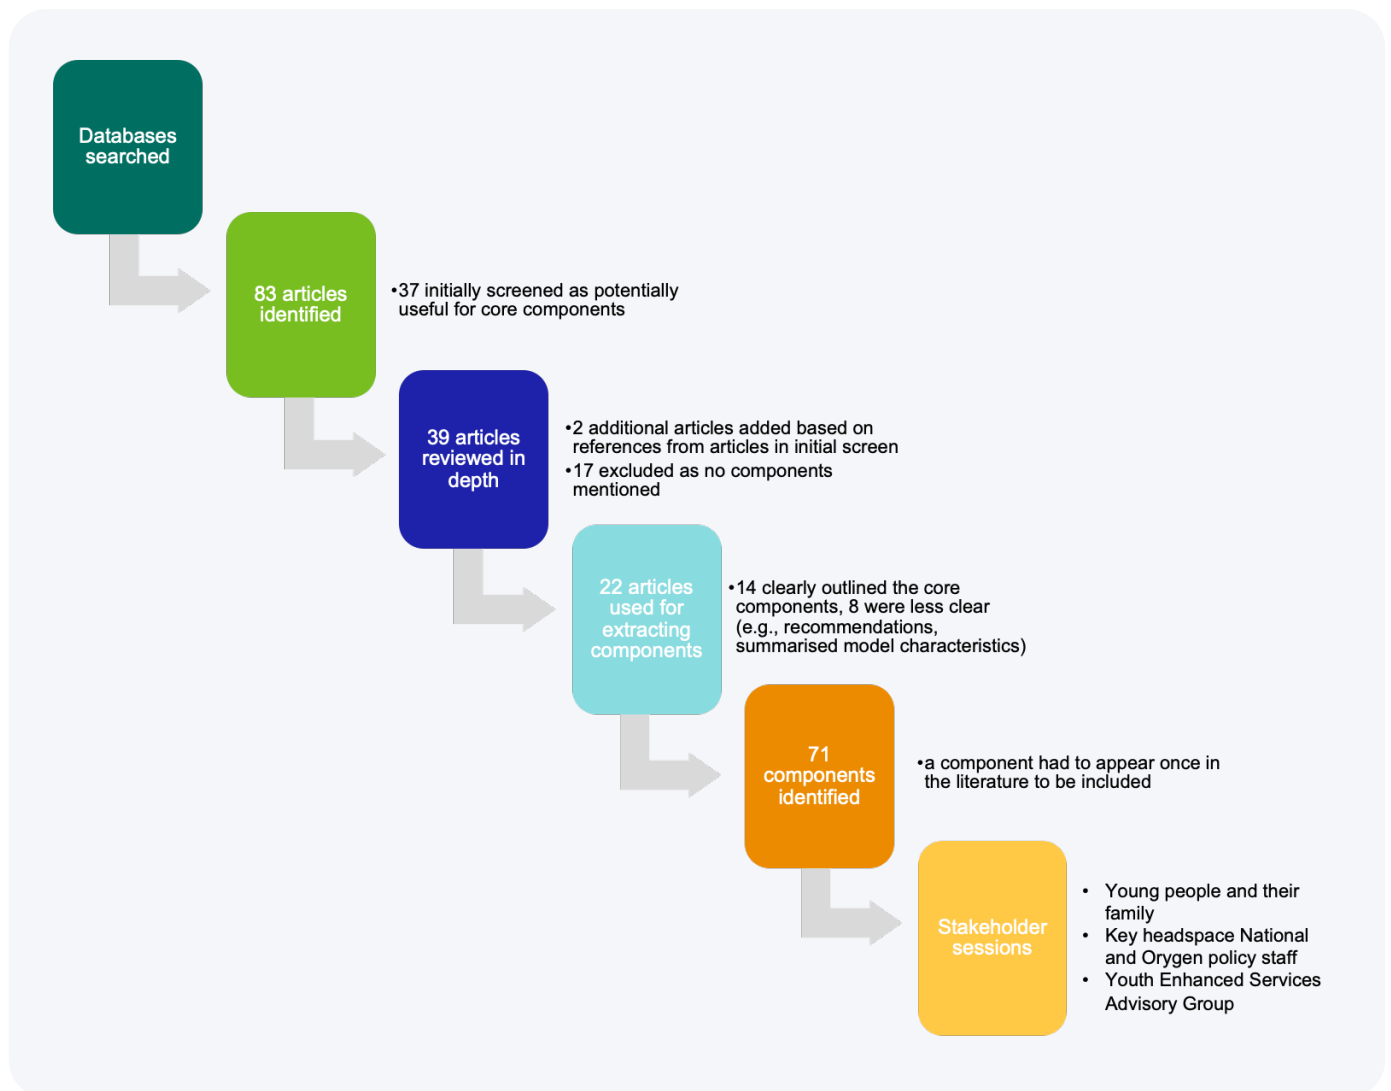 Databases
searched
83 articles
identified
•37 initially screened as potentially
useful for core components
39 articles
reviewed in
depth
•2 additional articles added based on
references from articles in initial screen
•17 excluded as no components
mentioned
22 articles
used for
extracting
components
•14 clearly outlined the core
components, 8 were less clear
(e.g., recommendations,
summarised model characteristics)
71
components
identified
•a component had to appear once in
the literature to be included
Stakeholder
sessions
• Young people and their
family
• Key headspace National
and Orygen policy staff
• Youth Enhanced Services
Advisory Group